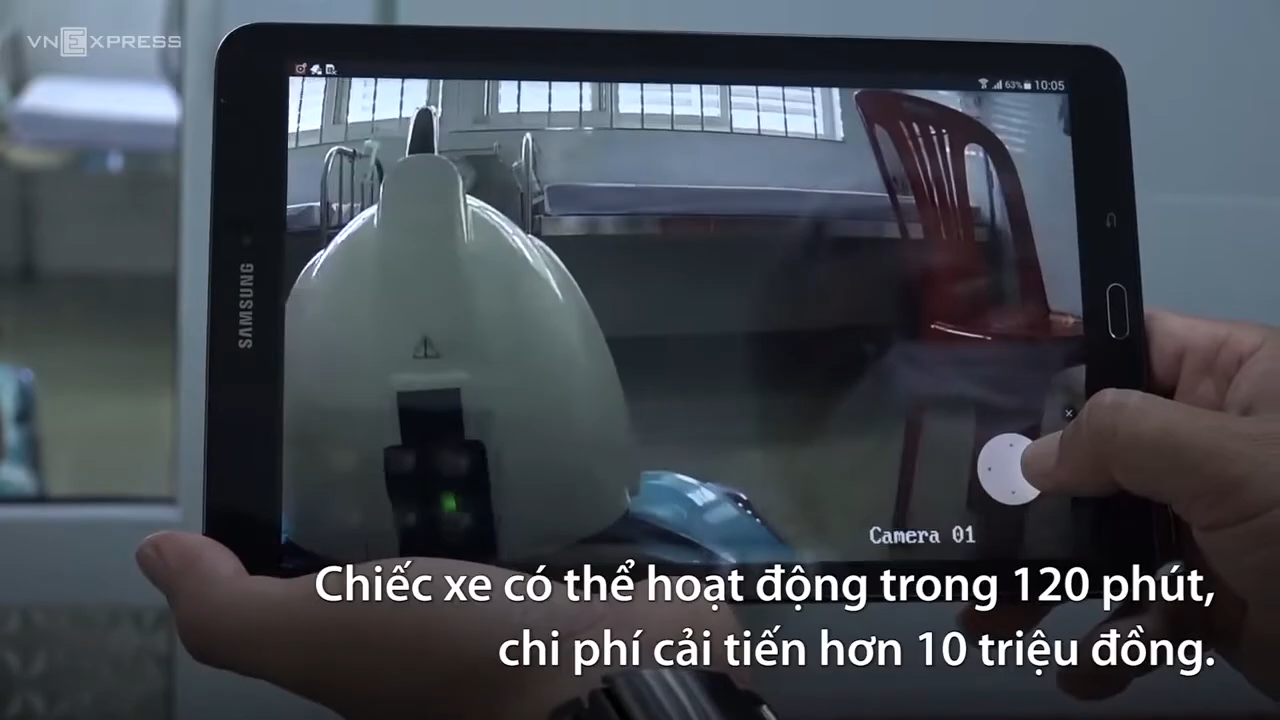 VNEXPRESS
63% 10:05
SAMSUNG
Camera 01
Chiếc xe có thể hoạt động trong 120 phút,
chi phí cải tiến hơn 10 triệu đồng.